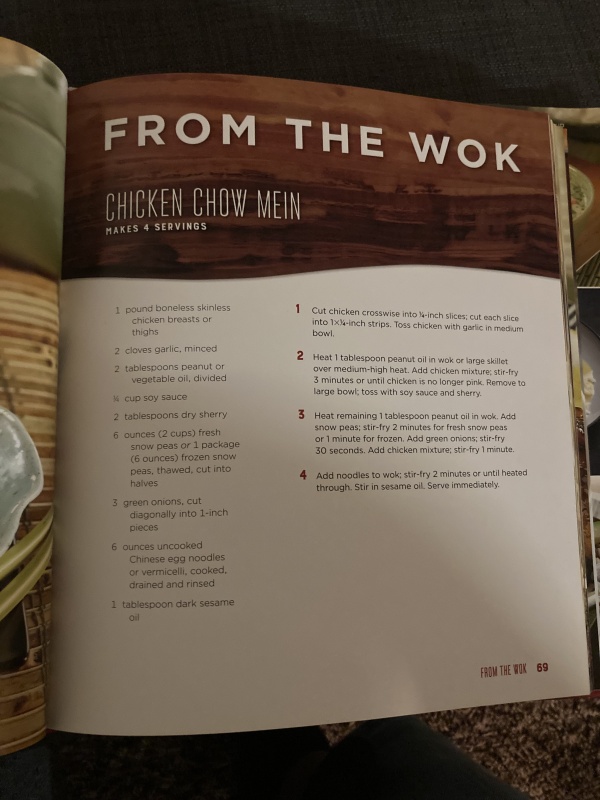 FROM THE WOK
CHICKEN CHOW MEIN
MAKES 4 SERVINGS
1 pound boneless skinless
chicken breasts or
thighs
2 cloves garlic, minced
2 tablespoons peanut or
vegetable oil, divided
¼ cup soy sauce
2 tablespoons dry sherry
6 ounces (2 cups) fresh
snow peas or 1 package
(6 ounces) frozen snow
peas, thawed, cut into
halves
3 green onions, cut
diagonally into 1-inch
pieces
6 ounces uncooked
Chinese egg noodles
or vermicelli, cooked,
drained and rinsed
1 tablespoon dark sesame
oil
1 Cut chicken crosswise into ¼-inch slices; cut each slice
into 1×¼-inch strips. Toss chicken with garlic in medium
bowl.
2 Heat 1 tablespoon peanut oil in wok or large skillet
over medium-high heat. Add chicken mixture; stir-fry
3 minutes or until chicken is no longer pink. Remove to
large bowl; toss with soy sauce and sherry.
3 Heat remaining 1 tablespoon peanut oil in wok. Add
snow peas; stir-fry 2 minutes for fresh snow peas
or 1 minute for frozen. Add green onions; stir-fry
30 seconds. Add chicken mixture; stir-fry 1 minute.
4 Add noodles to wok; stir-fry 2 minutes or until heated
through. Stir in sesame oil. Serve immediately.
FROM THE WOK 69